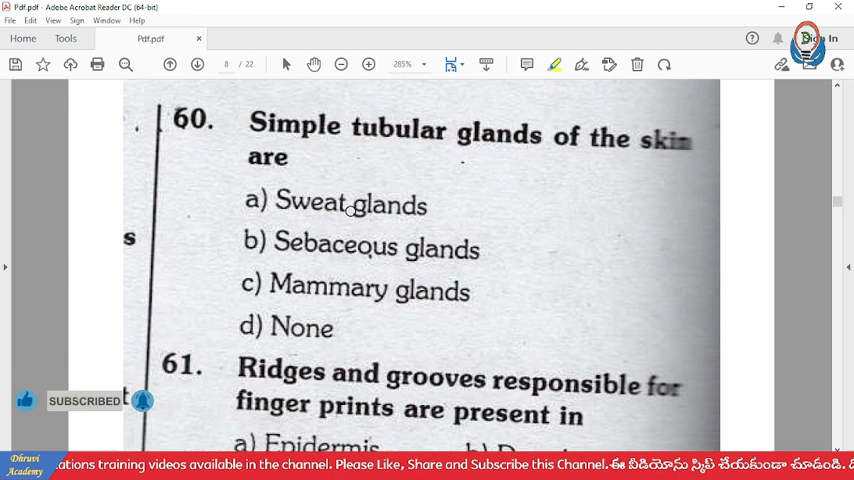 Pdf.pdf - Adobe Acrobat Reader DC (64-bit)
File Edit View Sign Window Help
Home Tools Pdf.pdf × Sign In
8 / 22 285%
60. Simple tubular glands of the skin
are
a) Sweat glands
b) Sebaceous glands
s
c) Mammary glands
d) None
61. Ridges and grooves responsible for
t
finger prints are present in
SUBSCRIBED
a) Epidermis
Dhruvi
Academy
ations training videos available in the channel. Please Like, Share and Subscribe this Channel. ఈ వీడియోను స్కిప్ చేయకుండా చూడండి.